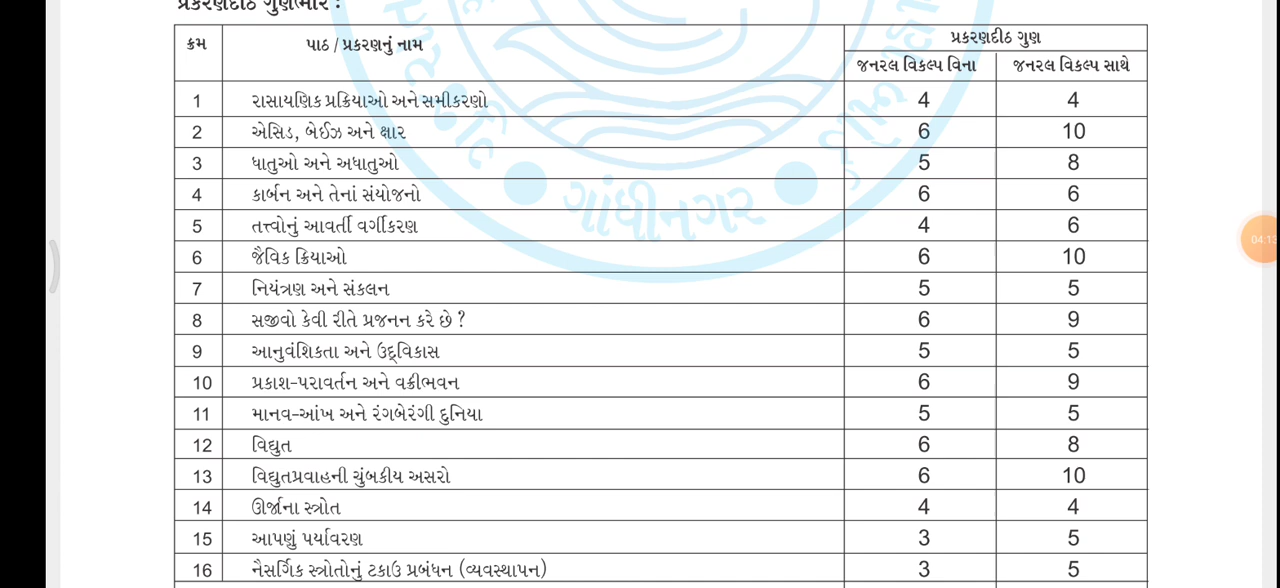 પ્રકરણદીઠ ગુણભાર :
ક્રમ પાઠ / પ્રકરણનું નામ પ્રકરણદીઠ ગુણ
જનરલ વિકલ્પ વિના જનરલ વિકલ્પ સાથે
1 રાસાયણિક પ્રક્રિયાઓ અને સમીકરણો 4 4
2 એસિડ, બેઈઝ અને ક્ષાર 6 10
3 ધાતુઓ અને અધાતુઓ 5 8
4 કાર્બન અને તેનાં સંયોજનો 6 6
5 તત્ત્વોનું આવર્તી વર્ગીકરણ 4 6
6 જૈવિક ક્રિયાઓ 6 10
7 નિયંત્રણ અને સંકલન 5 5
8 સજીવો કેવી રીતે પ્રજનન કરે છે ? 6 9
9 આનુવંશિકતા અને ઉદ્દવિકાસ 5 5
10 પ્રકાશ-પરાવર્તન અને વક્રીભવન 6 9
11 માનવ-આંખ અને રંગબેરંગી દુનિયા 5 5
12 વિદ્યુત 6 8
13 વિદ્યુતપ્રવાહની ચુંબકીય અસરો 6 10
14 ઊર્જાના સ્ત્રોત 4 4
15 આપણું પર્યાવરણ 3 5
16 નૈસર્ગિક સ્ત્રોતોનું ટકાઉ પ્રબંધન (વ્યવસ્થાપન) 3 5
ગાંધીનગર
04:13